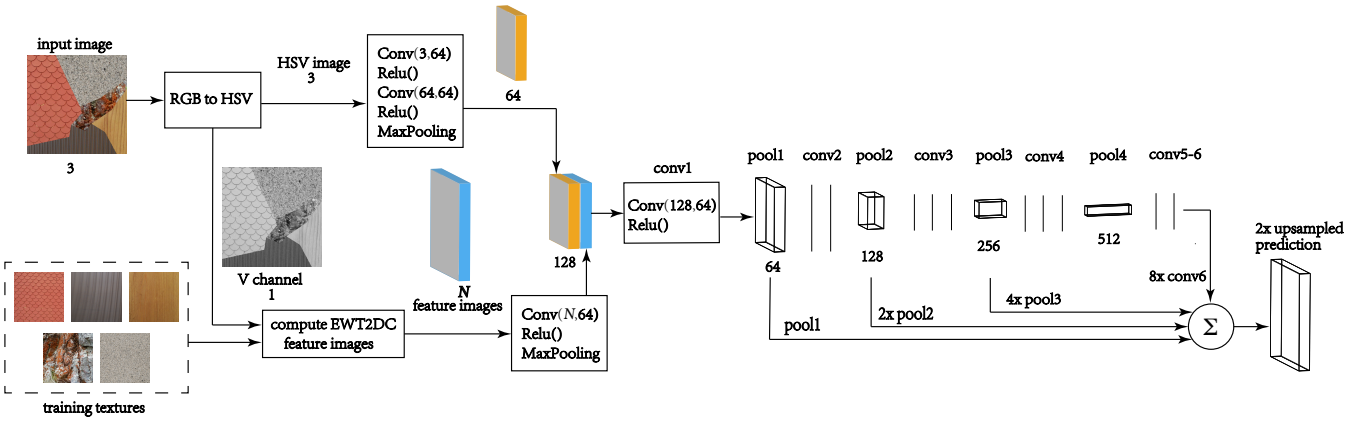 input image
3
RGB to HSV
HSV image
3
Conv(3,64)
Relu()
Conv(64,64)
Relu()
MaxPooling
64
V channel
1
training textures
compute EWT2DC
feature images
N
feature images
Conv(N,64)
Relu()
MaxPooling
128
conv1
Conv(128,64)
Relu()
pool1
conv2
pool2
conv3
pool3
conv4
pool4
conv5-6
64
128
256
512
pool1
2x pool2
4x pool3
8x conv6
Σ
2x upsampled
prediction